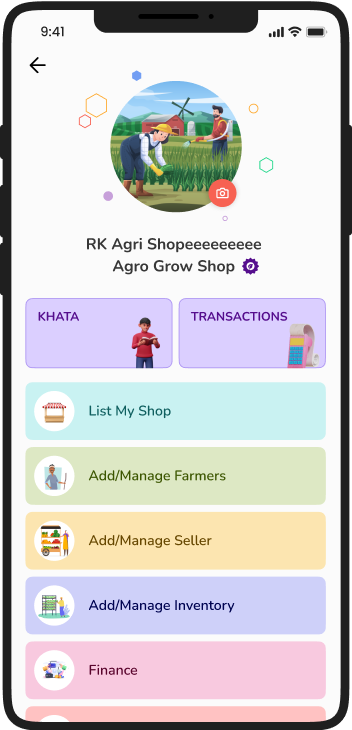 9:41
RK Agri Shopeeeeeeeee
Agro Grow Shop
KHATA
TRANSACTIONS
List My Shop
Add/Manage Farmers
Add/Manage Seller
Add/Manage Inventory
Finance